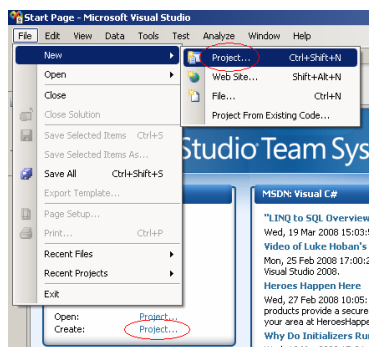 Start Page - Microsoft Visual Studio
File Edit View Data Tools Test Analyze Window Help
New
Open
Close
Close Solution
Save Selected Items Ctrl+S
Save Selected Items As...
Save All Ctrl+Shift+S
Export Template...
Page Setup...
Print... Ctrl+P
Recent Files
Recent Projects
Exit
Project... Ctrl+Shift+N
Web Site... Shift+Alt+N
File... Ctrl+N
Project From Existing Code...
Studio Team Sys
MSDN: Visual C#
"LINQ to SQL Overview
Wed, 19 Mar 2008 15:03:
Video of Luke Hoban's
Mon, 25 Feb 2008 17:00:2
Visual Studio 2008.
Heroes Happen Here
Wed, 27 Feb 2008 10:05:
products provide a secure
your area at HeroesHappe
Why Do Initializers Ru
Open: Project...
Create: Project...